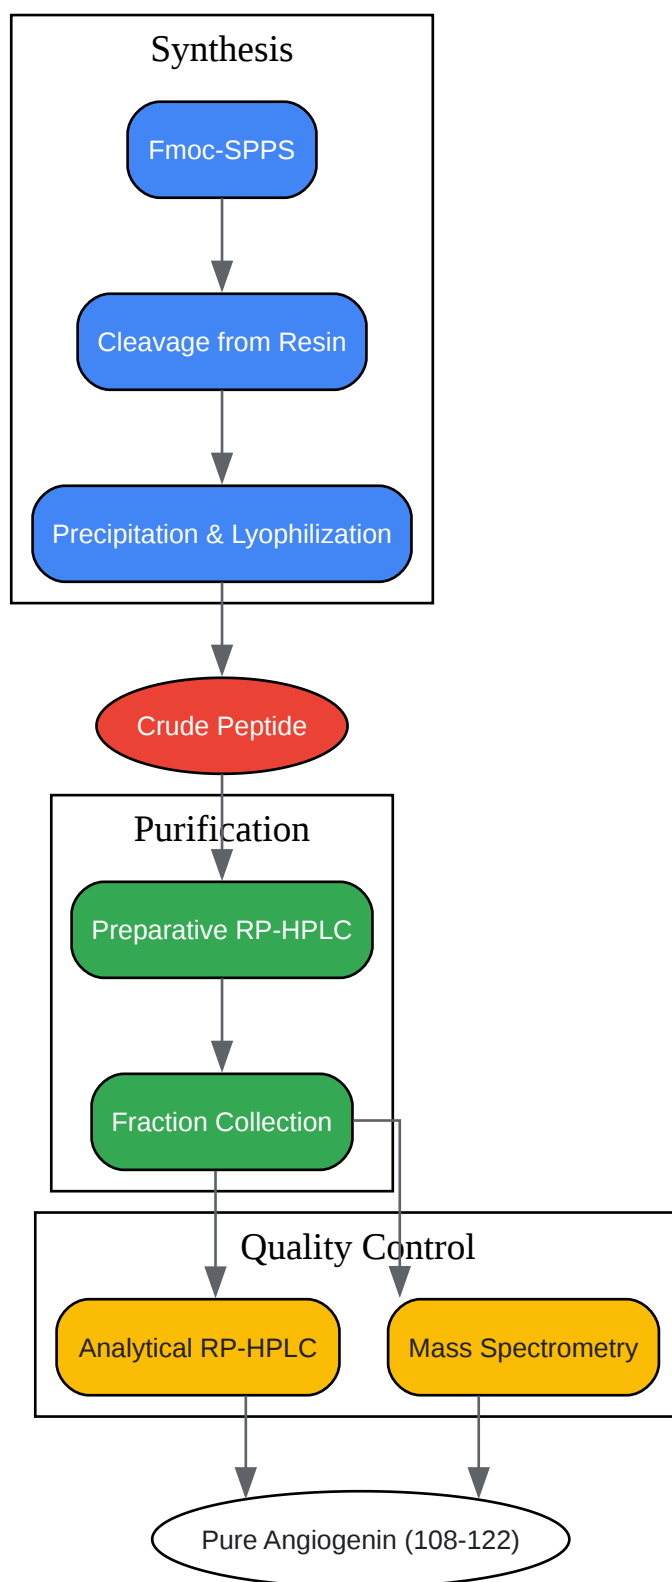 Synthesis
Fmoc-SPPS
Cleavage from Resin
Precipitation & Lyophilization
Crude Peptide
Purification
Preparative RP-HPLC
Fraction Collection
Quality Control
Analytical RP-HPLC
Mass Spectrometry
Pure Angiogenin (108-122)